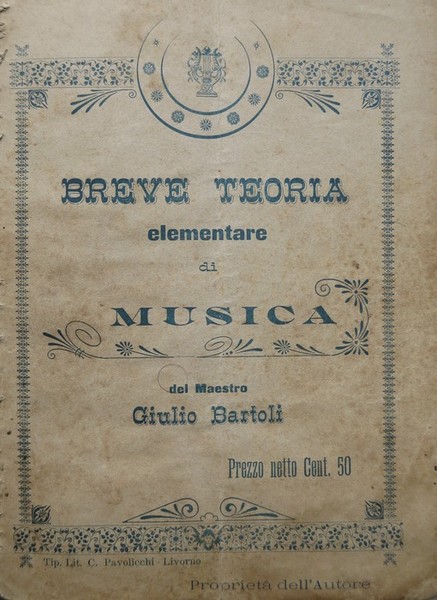 BREVE TEORIA
elementare
di
MUSICA
del Maestro
Giulio Bartoli
Prezzo netto Cent. 50
Tip. Lit. C. Pavolicchi - Livorno
Proprietà dell'Autore